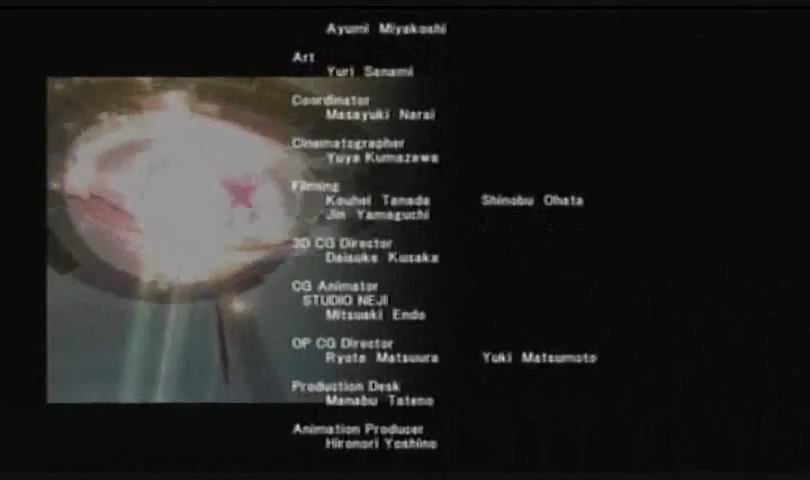 Ayumi Miyakoshi
Art
Yuri Sanami
Coordinator
Masayuki Narai
Cinematographer
Yuya Kumazawa
Filming
Kouhei Tanada Shinobu Ohata
Jin Yamaguchi
3D CG Director
Daisuke Kusaka
CG Animator
STUDIO NEJI
Mitsuaki Endo
OP CG Director
Ryota Matsuura Yuki Matsumoto
Production Desk
Manabu Tateno
Animation Producer
Hironori Yoshino